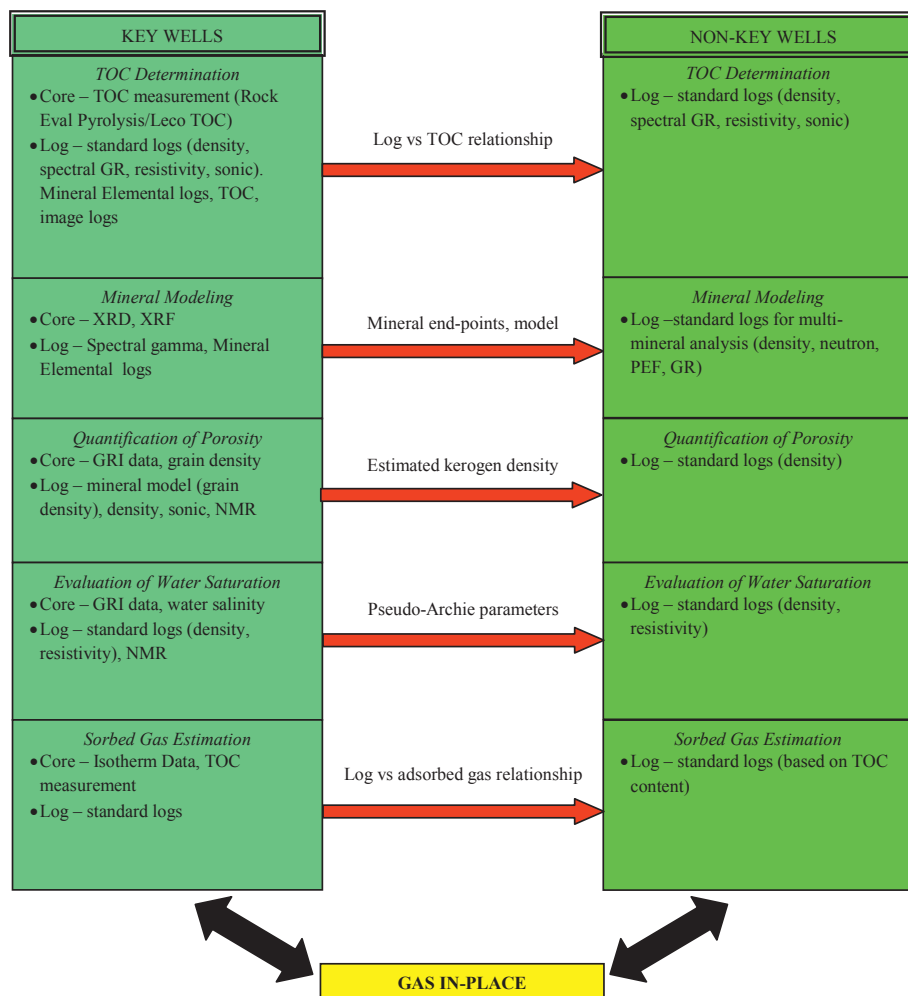 KEY WELLS
TOC Determination
•Core – TOC measurement (Rock
Eval Pyrolysis/Leco TOC)
•Log – standard logs (density,
spectral GR, resistivity, sonic).
Mineral Elemental logs, TOC,
image logs
Mineral Modeling
•Core – XRD, XRF
•Log – Spectral gamma, Mineral
Elemental logs
Quantification of Porosity
•Core – GRI data, grain density
•Log – mineral model (grain
density), density, sonic, NMR
Evaluation of Water Saturation
•Core – GRI data, water salinity
•Log – standard logs (density,
resistivity), NMR
Sorbed Gas Estimation
•Core – Isotherm Data, TOC
measurement
•Log – standard logs
Log vs TOC relationship
Mineral end-points, model
Estimated kerogen density
Pseudo-Archie parameters
Log vs adsorbed gas relationship
NON-KEY WELLS
TOC Determination
•Log – standard logs (density,
spectral GR, resistivity, sonic)
Mineral Modeling
•Log –standard logs for multi-
mineral analysis (density, neutron,
PEF, GR)
Quantification of Porosity
•Log – standard logs (density)
Evaluation of Water Saturation
•Log – standard logs (density,
resistivity)
Sorbed Gas Estimation
•Log – standard logs (based on TOC
content)
GAS IN-PLACE